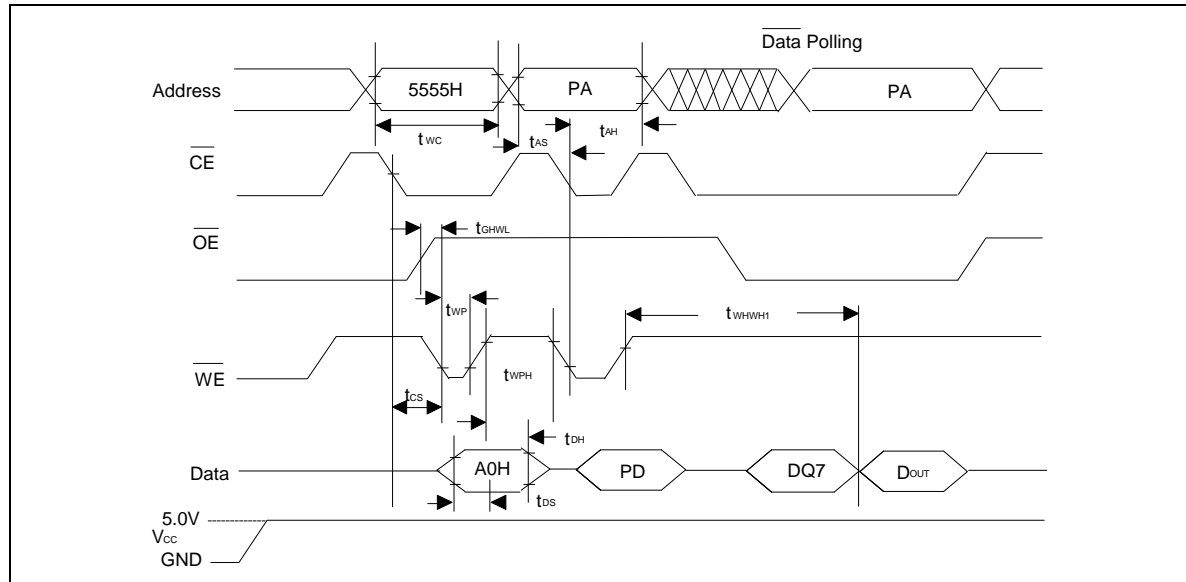 Data Polling
Address
5555H
PA
PA
tWC
tAS
tAH
CE
tGHWL
OE
tWP
tWHWH1
WE
tWPH
tCS
tDH
Data
A0H
PD
DQ7
DOUT
tDS
5.0V
VCC
GND